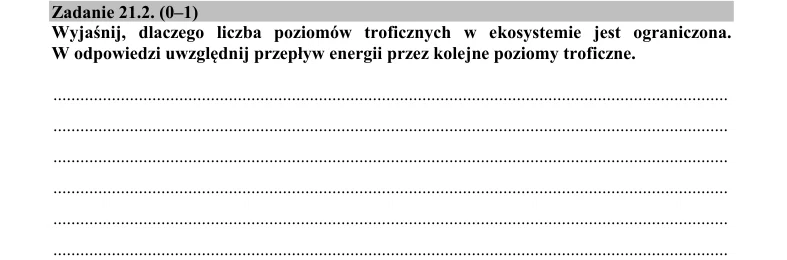 Zadanie 21.2. (0–1)
Wyjaśnij, dlaczego liczba poziomów troficznych w ekosystemie jest ograniczona.
W odpowiedzi uwzględnij przepływ energii przez kolejne poziomy troficzne.